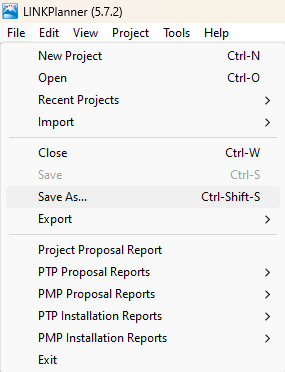 LINKPlanner (5.7.2)
File Edit View Project Tools Help
New Project Ctrl-N
Open Ctrl-O
Recent Projects
Import
Close Ctrl-W
Save Ctrl-S
Save As... Ctrl-Shift-S
Export
Project Proposal Report
PTP Proposal Reports
PMP Proposal Reports
PTP Installation Reports
PMP Installation Reports
Exit